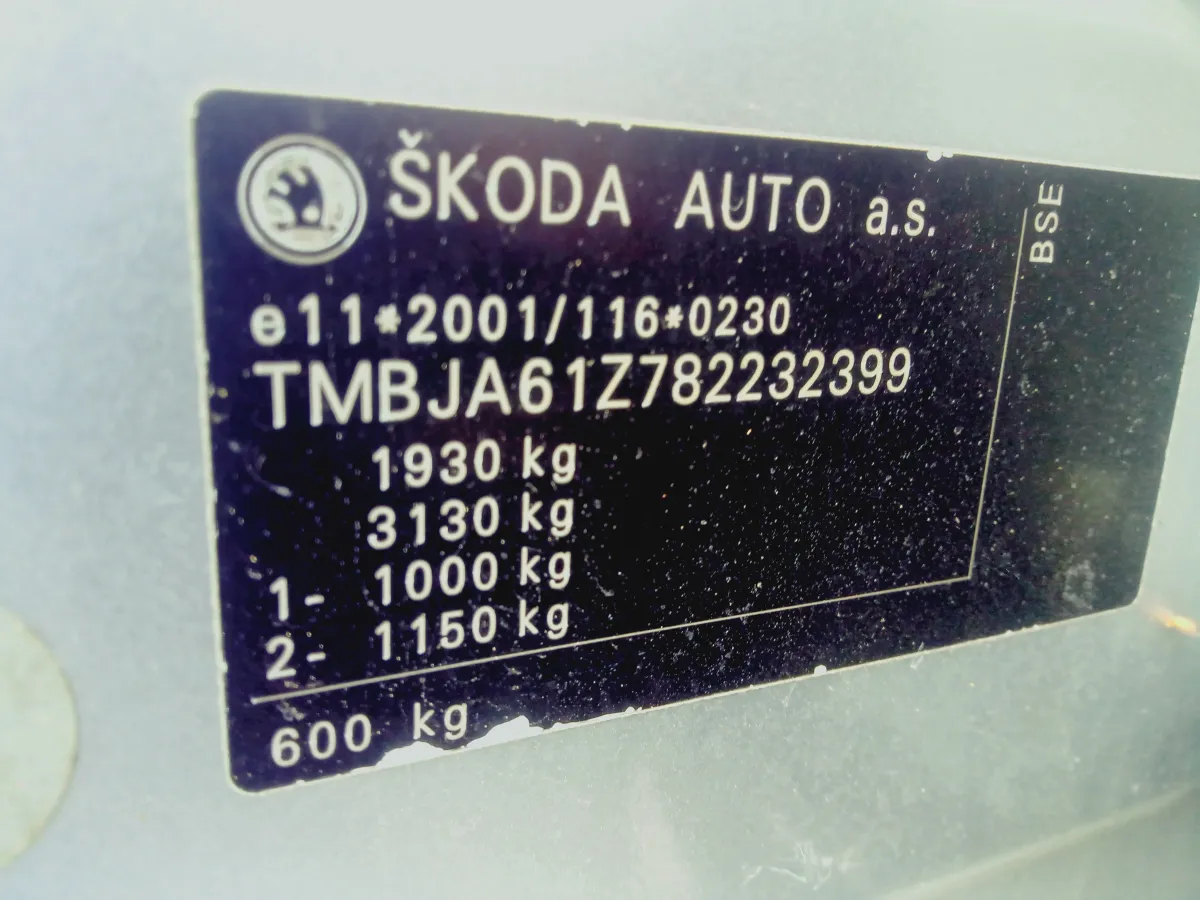 ŠKODA AUTO a.s.
BSE
e11*2001/116*0230
TMBJA61Z782232399
1930 kg
3130 kg
1- 1000 kg
2- 1150 kg
600 kg